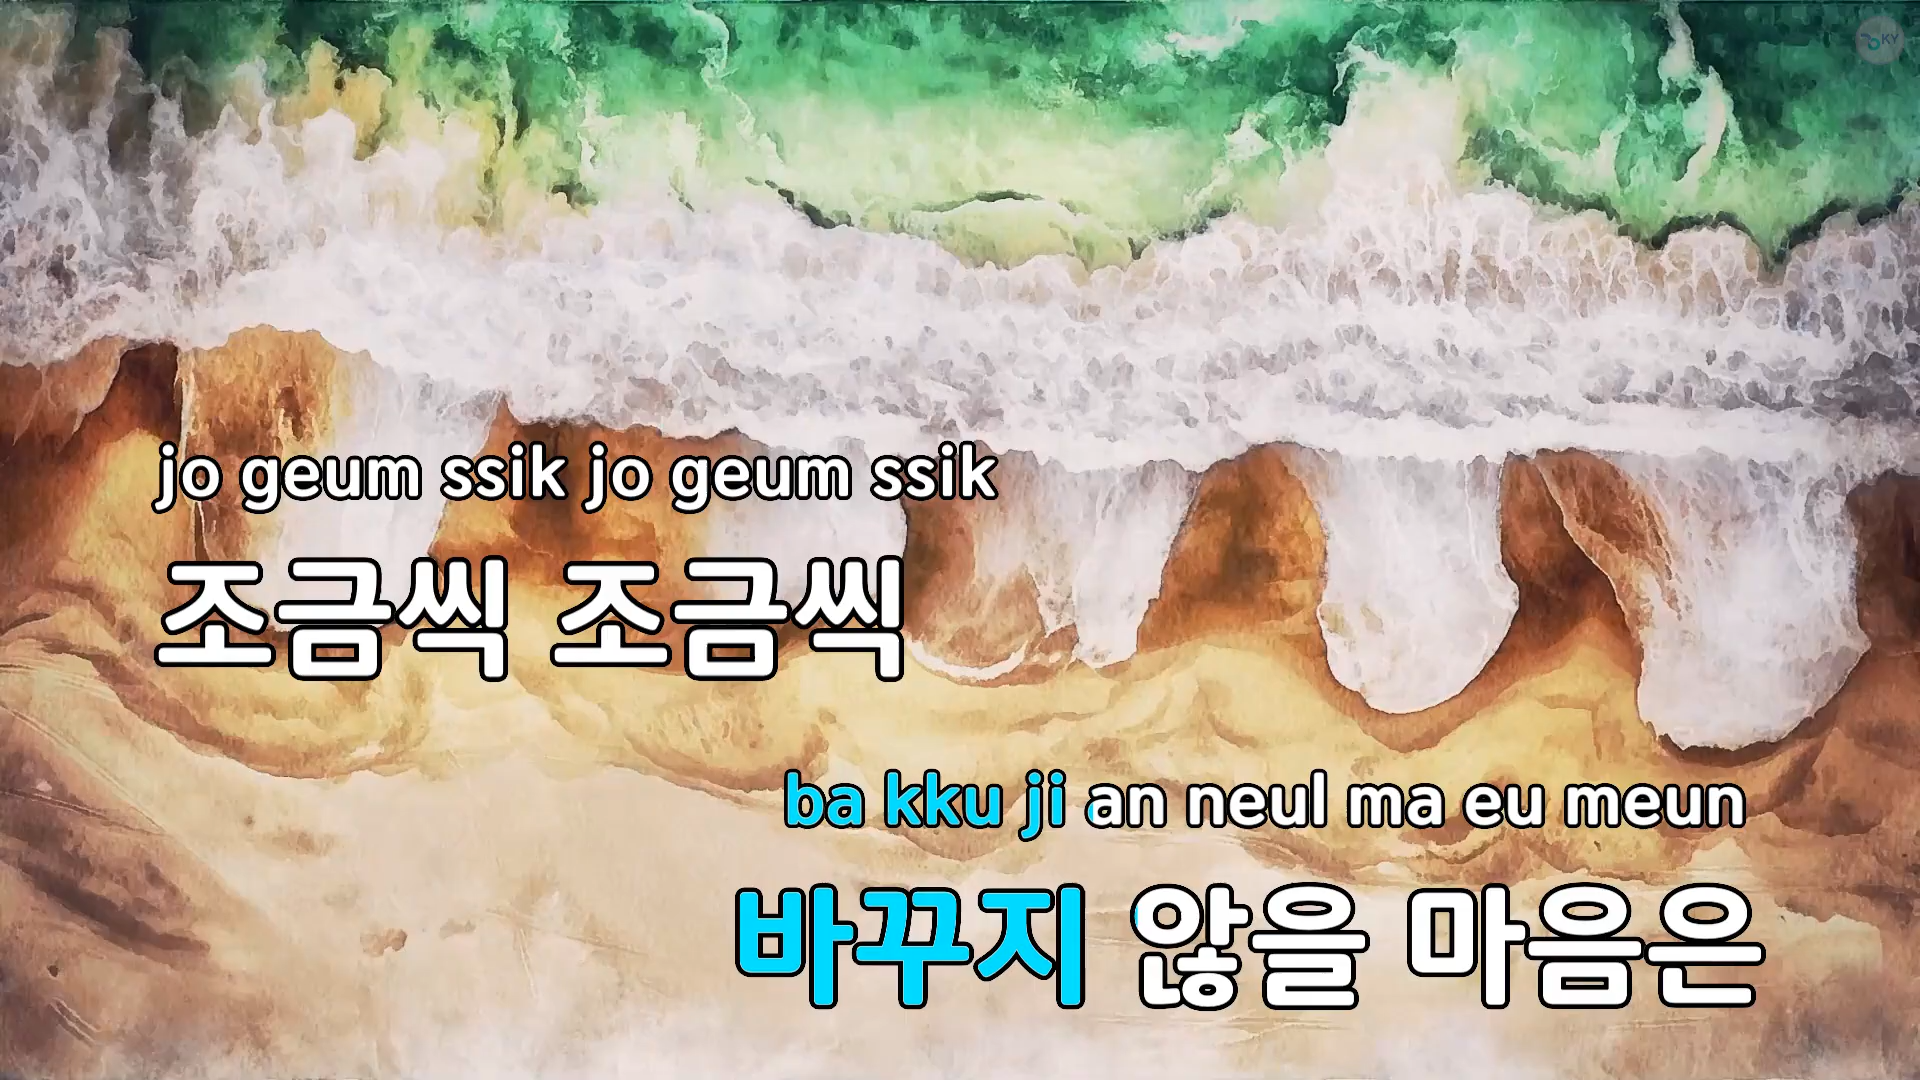 KY
jo geum ssik jo geum ssik
조금씩 조금씩
ba kku ji an neul ma eu meun
바꾸지 않을 마음은